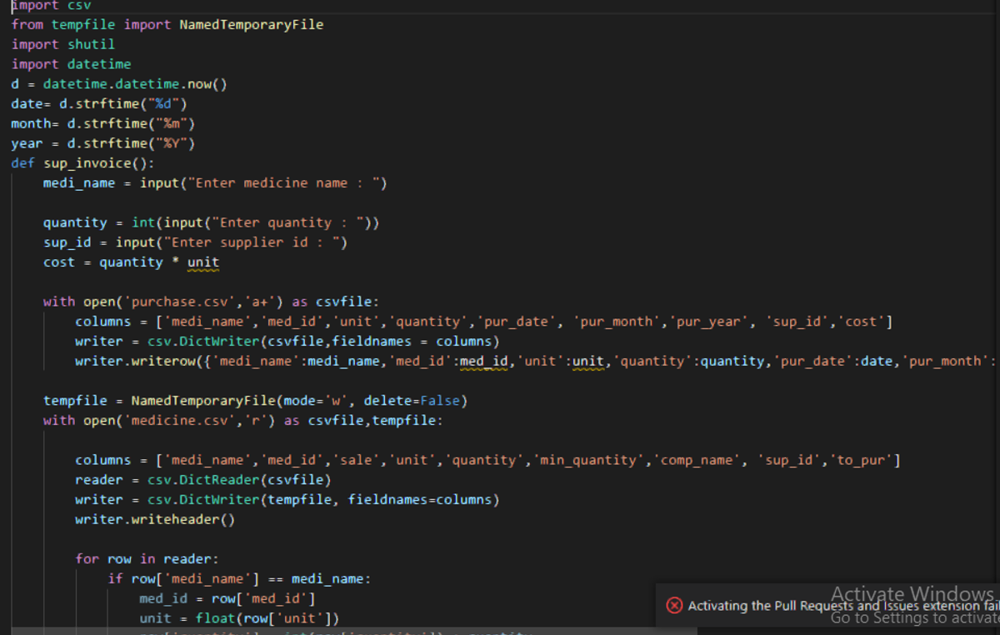 import csv
from tempfile import NamedTemporaryFile
import shutil
import datetime
d = datetime.datetime.now()
date= d.strftime("%d")
month= d.strftime("%m")
year = d.strftime("%Y")
def sup_invoice():
    medi_name = input("Enter medicine name : ")
    quantity = int(input("Enter quantity : "))
    sup_id = input("Enter supplier id : ")
    cost = quantity * unit
    with open('purchase.csv','a+') as csvfile:
        columns = ['medi_name','med_id','unit','quantity','pur_date', 'pur_month','pur_year', 'sup_id','cost']
        writer = csv.DictWriter(csvfile,fieldnames = columns)
        writer.writerow({'medi_name':medi_name,'med_id':med_id,'unit':unit,'quantity':quantity,'pur_date':date,'pur_month':
    tempfile = NamedTemporaryFile(mode='w', delete=False)
    with open('medicine.csv','r') as csvfile,tempfile:
        columns = ['medi_name','med_id','sale','unit','quantity','min_quantity','comp_name', 'sup_id','to_pur']
        reader = csv.DictReader(csvfile)
        writer = csv.DictWriter(tempfile, fieldnames=columns)
        writer.writeheader()
        for row in reader:
            if row['medi_name'] == medi_name:
                med_id = row['med_id']
                unit = float(row['unit'])
Activate Windows
Activating the Pull Requests and Issues extension fai
Go to Settings to activat